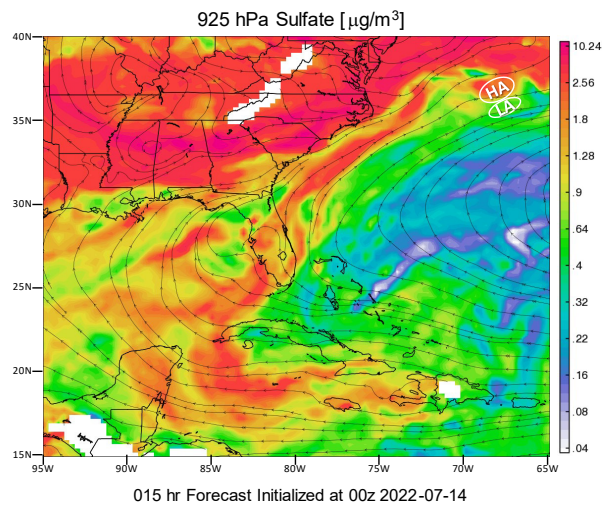 925 hPa Sulfate [μg/m³]
40N
35N
30N
25N
20N
15N
95W
90W
85W
80W
75W
70W
65W
HA
LA
10.24
2.56
1.8
1.28
.9
.64
.4
.32
.22
.16
.08
.04
015 hr Forecast Initialized at 00z 2022-07-14